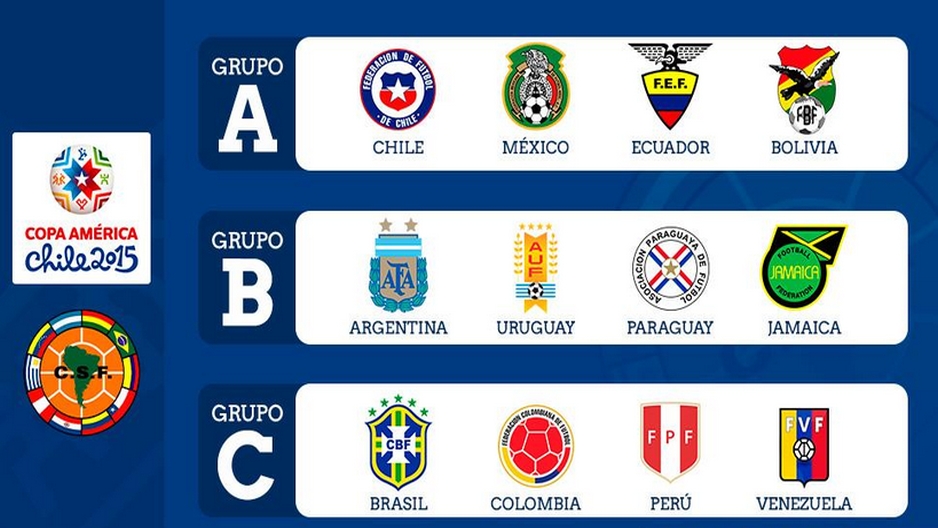 GRUPO
A
FEDERACION DE FUTBOL
· DE CHILE ·
CHILE
MÉXICO
F.E.F.
ECUADOR
FBF
BOLIVIA
COPA AMÉRICA
chile2015
GRUPO
B
AFA
ARGENTINA
AUF
URUGUAY
ASOCIACION PARAGUAYA DE FUTBOL
PARAGUAY
FOOTBALL
JAMAICA
FEDERATION
JAMAICA
C.S.F.
GRUPO
C
CBF
BRASIL
FEDERACION COLOMBIANA DE FUTBOL
COLOMBIA
FPF
PERÚ
FVF
VENEZUELA